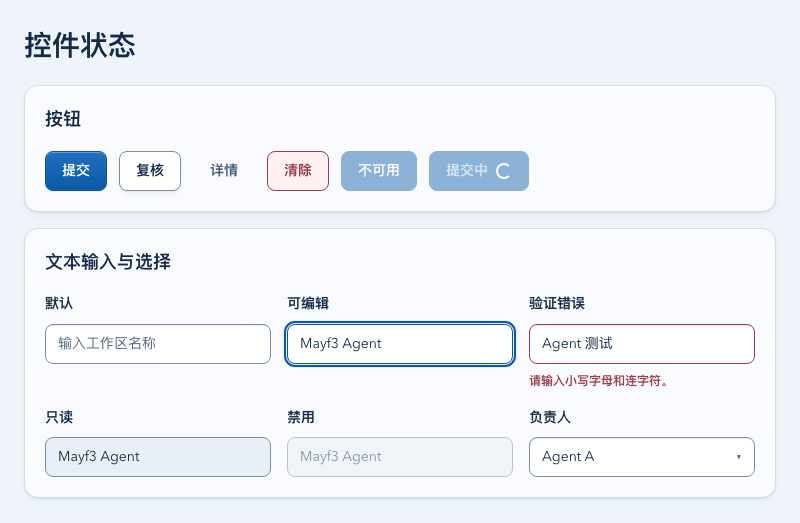 控件状态
按钮
提交 复核 详情 清除 不可用 提交中
文本输入与选择
默认 可编辑 验证错误
输入工作区名称 Mayf3 Agent Agent 测试
请输入小写字母和连字符。
只读 禁用 负责人
Mayf3 Agent Mayf3 Agent Agent A